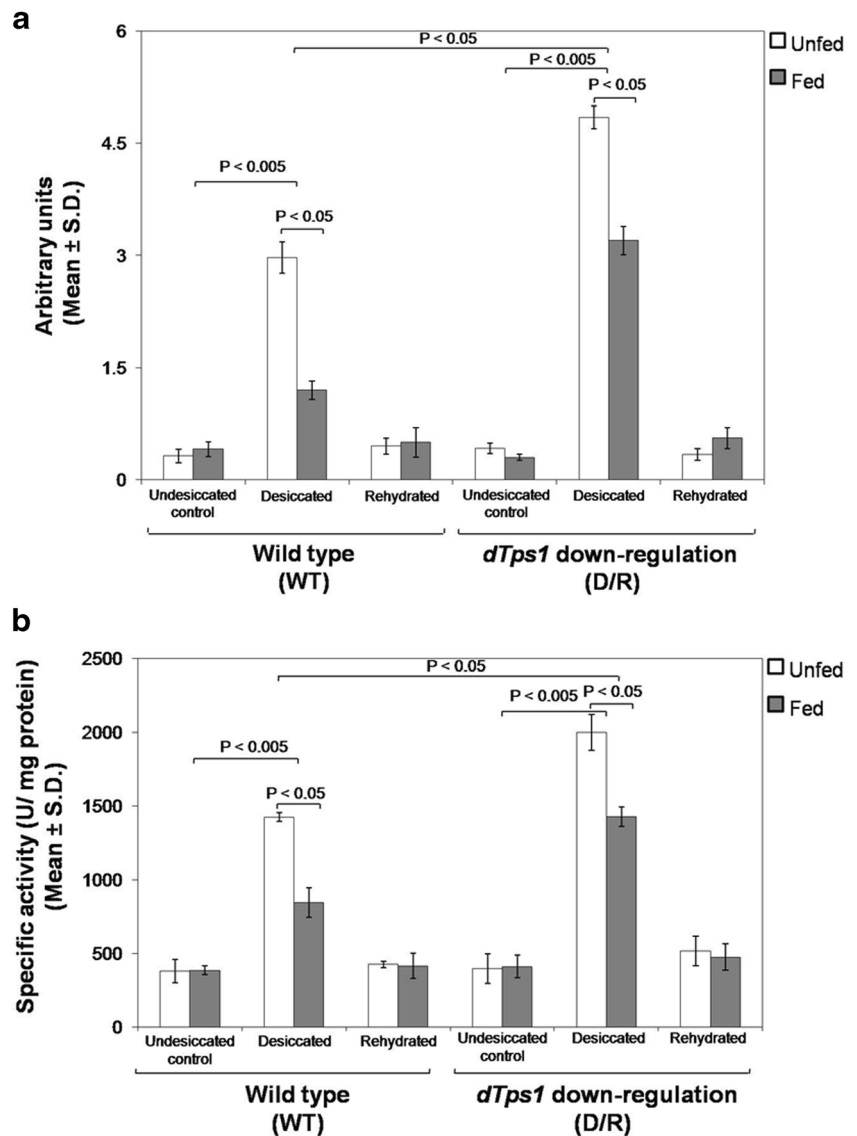 a
6
4.5
3
1.5
0
Arbitrary units
(Mean ± S.D.)
P < 0.05
P < 0.005
P < 0.05
P < 0.005
P < 0.05
Unfed
Fed
Undesiccated
control
Desiccated
Rehydrated
Undesiccated
control
Desiccated
Rehydrated
Wild type
(WT)
dTps1 down-regulation
(D/R)
b
2500
2000
1500
1000
500
0
Specific activity (U/ mg protein)
(Mean ± S.D.)
P < 0.05
P < 0.005
P < 0.05
P < 0.005
P < 0.05
Unfed
Fed
Undesiccated
control
Desiccated
Rehydrated
Undesiccated
control
Desiccated
Rehydrated
Wild type
(WT)
dTps1 down-regulation
(D/R)